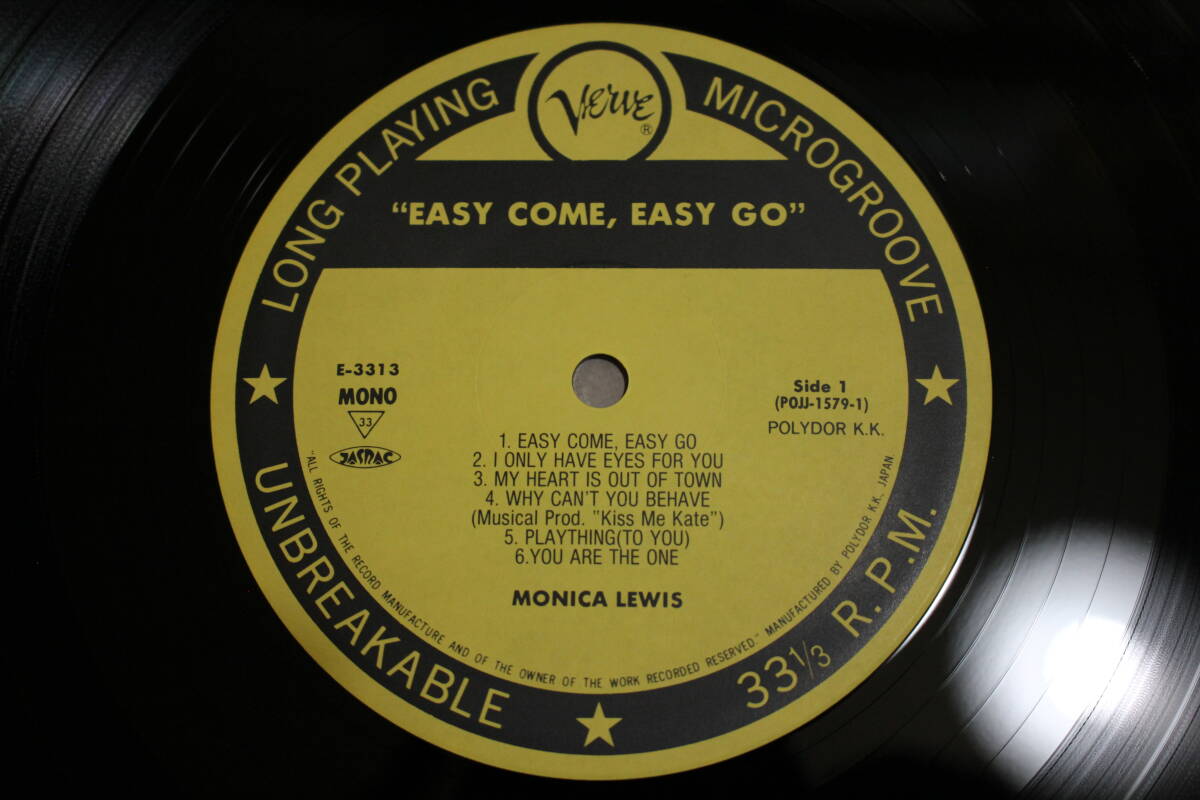 LONG PLAYING
Verve®
MICROGROOVE
"EASY COME, EASY GO"
E-3313
MONO
33
JASRAC
Side 1
(POJJ-1579-1)
POLYDOR K.K.
1. EASY COME, EASY GO
2. I ONLY HAVE EYES FOR YOU
3. MY HEART IS OUT OF TOWN
4. WHY CAN'T YOU BEHAVE
(Musical Prod. "Kiss Me Kate")
5. PLAYTHING(TO YOU)
6.YOU ARE THE ONE
MONICA LEWIS
"ALL RIGHTS OF THE RECORD MANUFACTURE AND OF THE OWNER OF THE WORK RECORDED RESERVED." MANUFACTURED BY POLYDOR K.K., JAPAN
UNBREAKABLE
33 1/3 R.P.M.